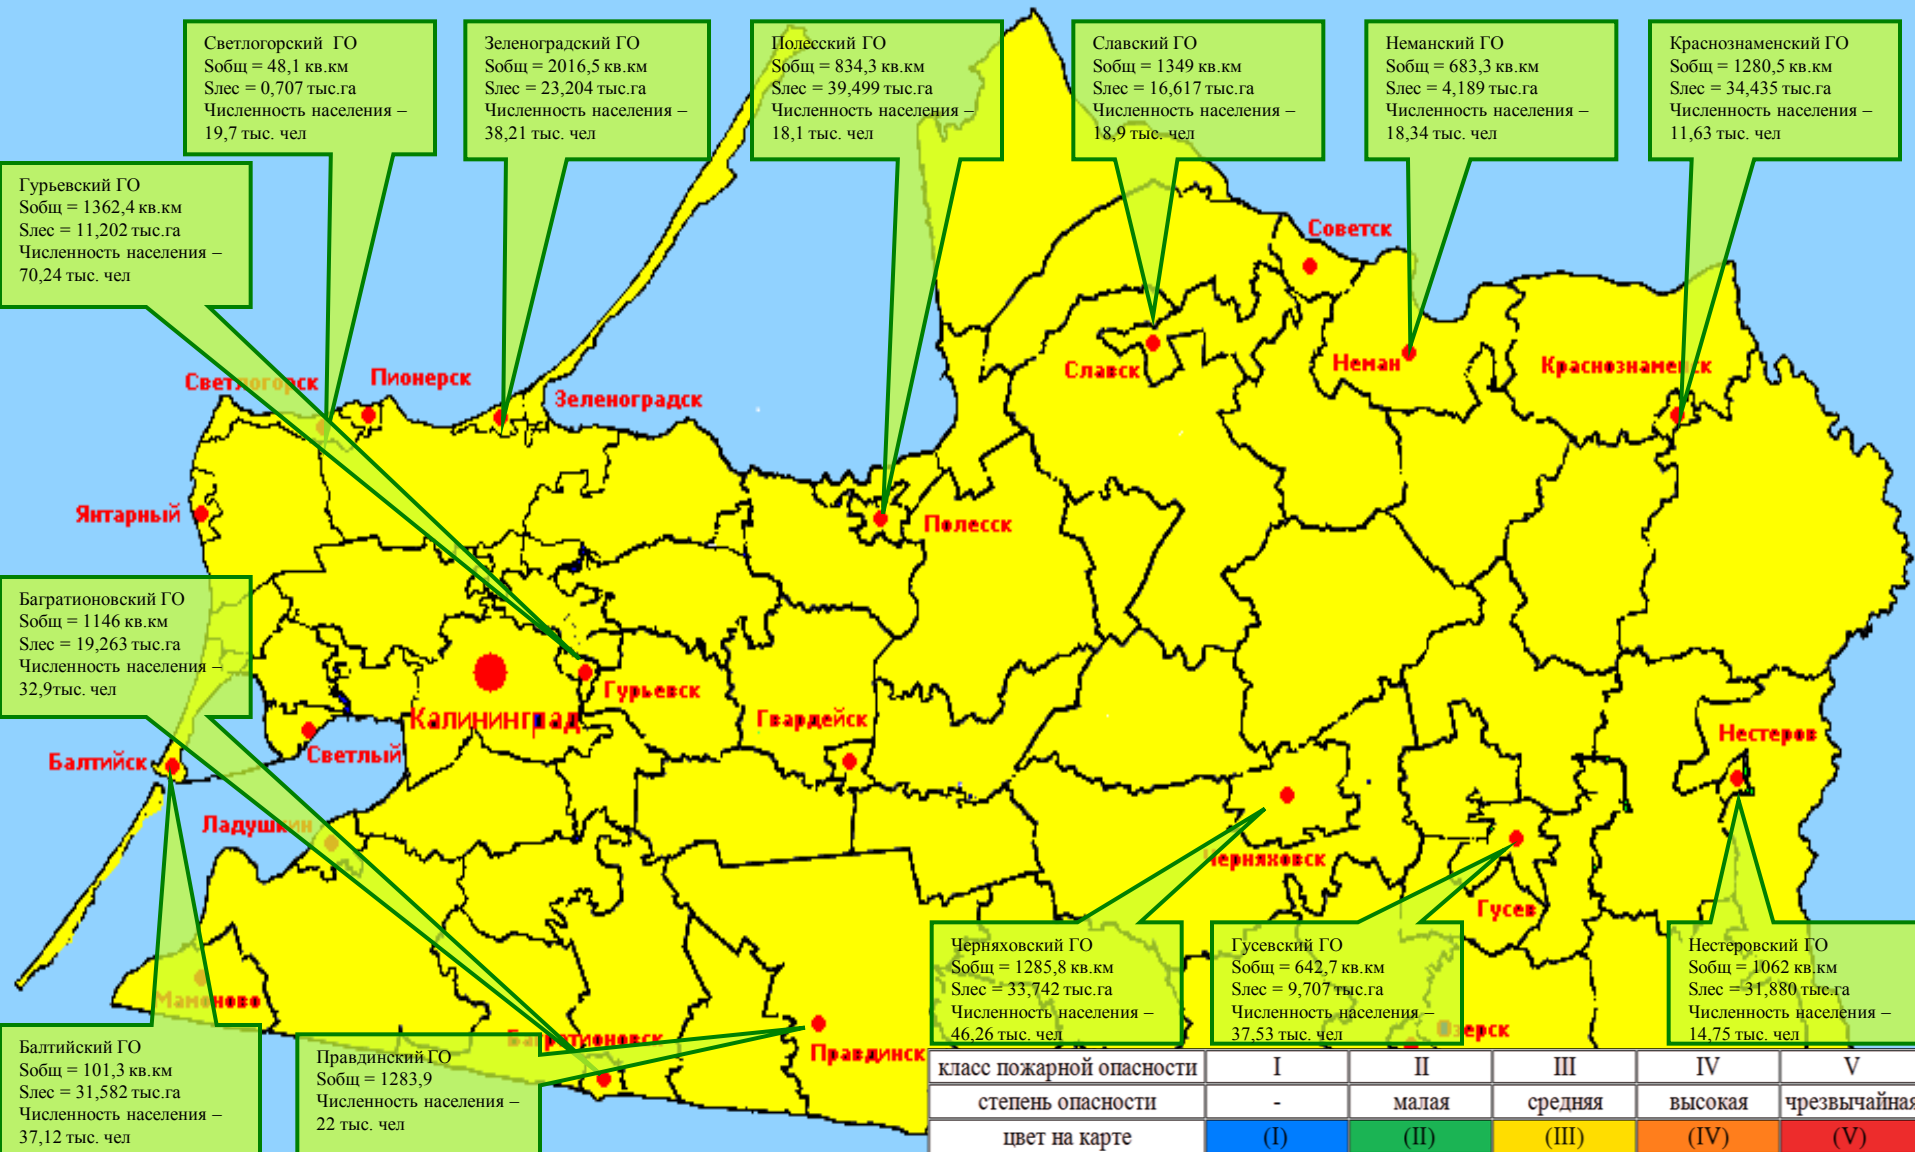 Светлогорский ГО
Sобщ = 48,1 кв.км
Sлес = 0,707 тыс.га
Численность населения –
19,7 тыс. чел
Зеленоградский ГО
Sобщ = 2016,5 кв.км
Sлес = 23,204 тыс.га
Численность населения –
38,21 тыс. чел
Полесский ГО
Sобщ = 834,3 кв.км
Sлес = 39,499 тыс.га
Численность населения –
18,1 тыс. чел
Славский ГО
Sобщ = 1349 кв.км
Sлес = 16,617 тыс.га
Численность населения –
18,9 тыс. чел
Неманский ГО
Sобщ = 683,3 кв.км
Sлес = 4,189 тыс.га
Численность населения –
18,34 тыс. чел
Краснознаменский ГО
Sобщ = 1280,5 кв.км
Sлес = 34,435 тыс.га
Численность населения –
11,63 тыс. чел
Гурьевский ГО
Sобщ = 1362,4 кв.км
Sлес = 11,202 тыс.га
Численность населения –
70,24 тыс. чел
Советск
Светлогорск
Пионерск
Зеленоградск
Славск
Неман
Краснознаменск
Янтарный
Полесск
Багратионовский ГО
Sобщ = 1146 кв.км
Sлес = 19,263 тыс.га
Численность населения –
32,9тыс. чел
Гурьевск
Калининград
Гвардейск
Нестеров
Балтийск
Светлый
Ладушкин
Черняховск
Гусев
Мамоново
Багратионовск
Правдинск
Озерск
Черняховский ГО
Sобщ = 1285,8 кв.км
Sлес = 33,742 тыс.га
Численность населения –
46,26 тыс. чел
Гусевский ГО
Sобщ = 642,7 кв.км
Sлес = 9,707 тыс.га
Численность населения –
37,53 тыс. чел
Нестеровский ГО
Sобщ = 1062 кв.км
Sлес = 31,880 тыс.га
Численность населения –
14,75 тыс. чел
Балтийский ГО
Sобщ = 101,3 кв.км
Sлес = 31,582 тыс.га
Численность населения –
37,12 тыс. чел
Правдинский ГО
Sобщ = 1283,9
Численность населения –
22 тыс. чел
класс пожарной опасности I II III IV V
степень опасности - малая средняя высокая чрезвычайная
цвет на карте (I) (II) (III) (IV) (V)